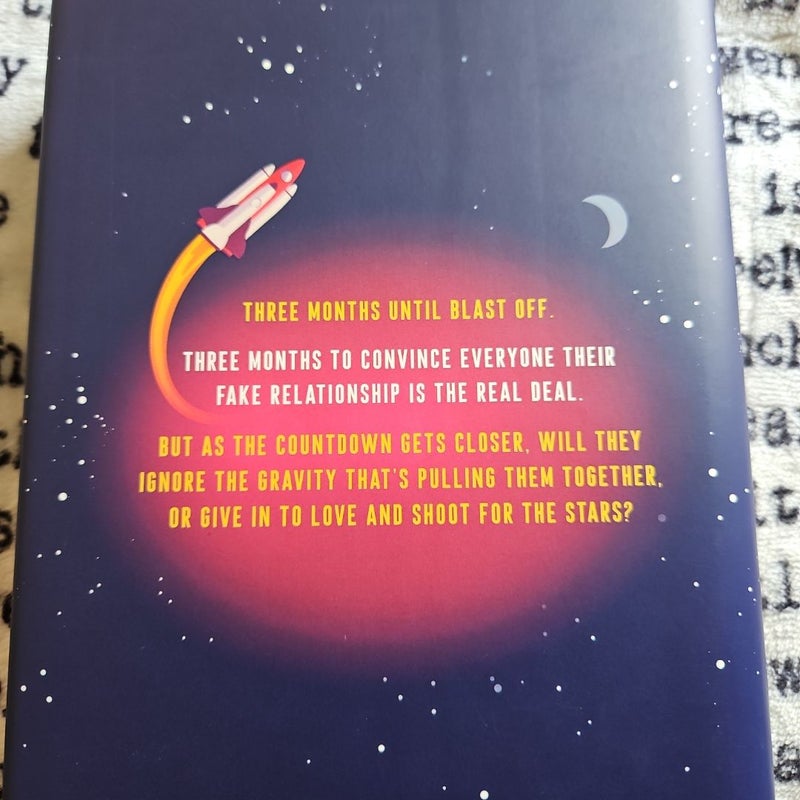 THREE MONTHS UNTIL BLAST OFF.
THREE MONTHS TO CONVINCE EVERYONE THEIR
FAKE RELATIONSHIP IS THE REAL DEAL.
BUT AS THE COUNTDOWN GETS CLOSER, WILL THEY
IGNORE THE GRAVITY THAT'S PULLING THEM TOGETHER,
OR GIVE IN TO LOVE AND SHOOT FOR THE STARS?